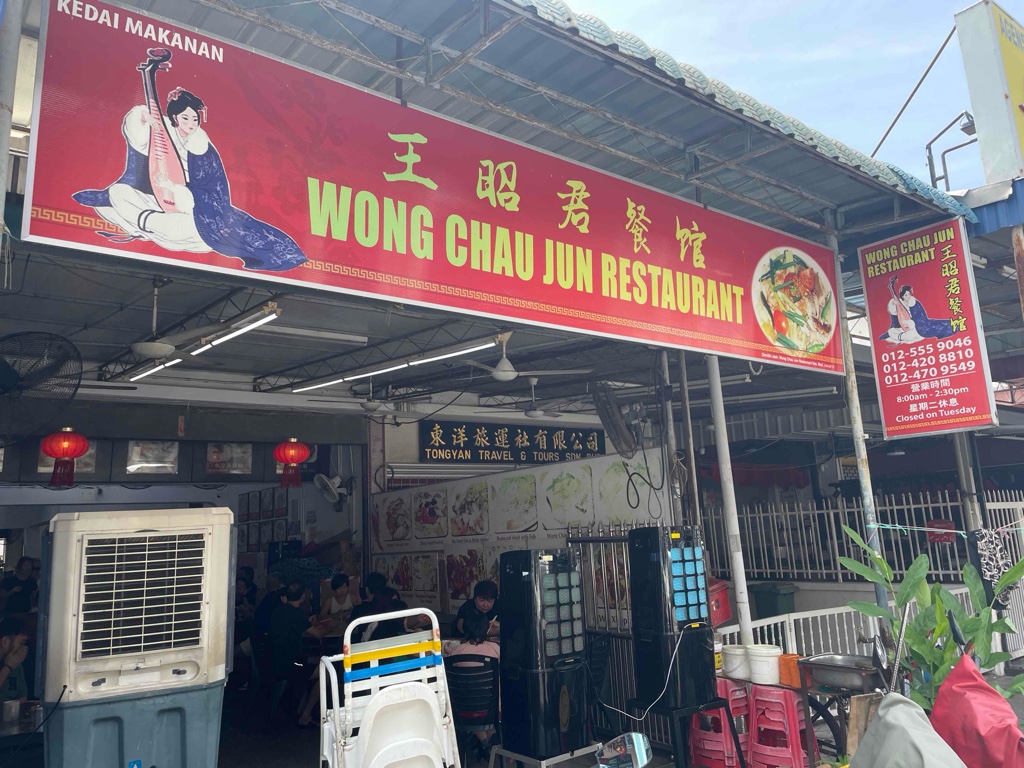 KEDAI MAKANAN
王昭君餐馆
WONG CHAU JUN RESTAURANT
WONG CHAU JUN
RESTAURANT
王昭君餐馆
012-555 9046
012-420 8810
012-470 9549
營業時間
8:00am - 2:30pm
星期二休息
Closed on Tuesday
東洋旅運社有限公司
TONGYAN TRAVEL & TOURS SDN